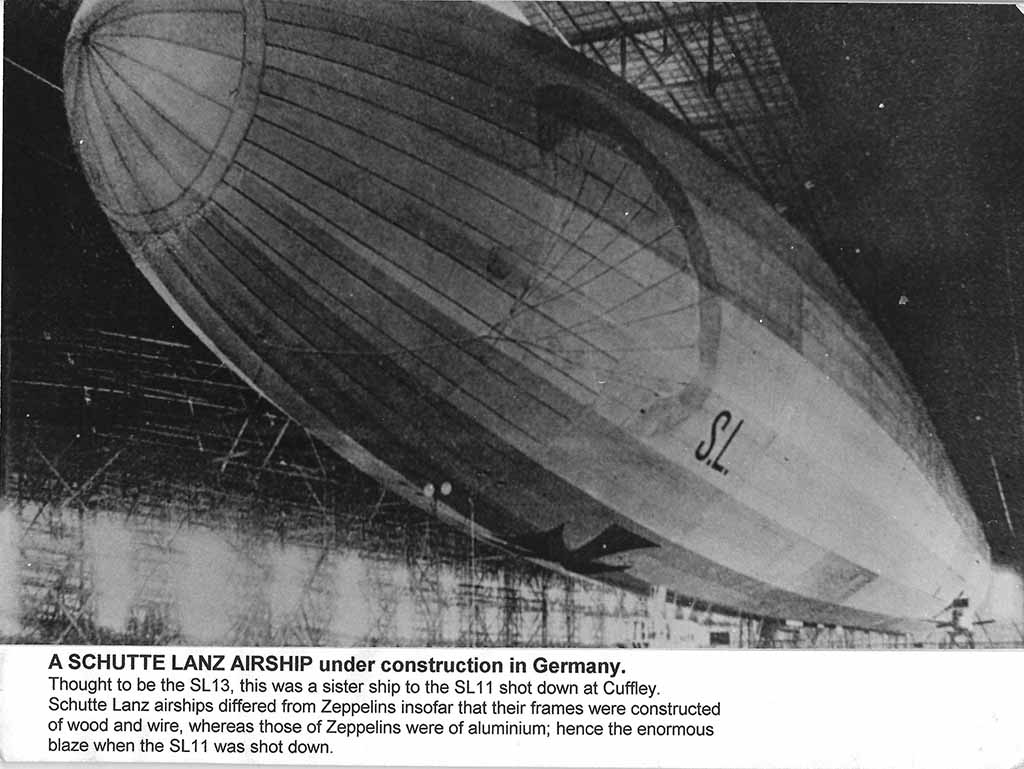 S.L.
A SCHUTTE LANZ AIRSHIP under construction in Germany.
Thought to be the SL13, this was a sister ship to the SL11 shot down at Cuffley.
Schutte Lanz airships differed from Zeppelins insofar that their frames were constructed
of wood and wire, whereas those of Zeppelins were of aluminium; hence the enormous
blaze when the SL11 was shot down.